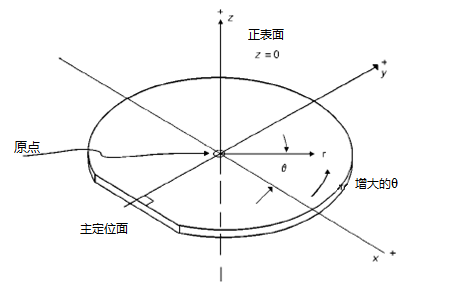 +
z
正表面
z = 0
+
y
原点
r
θ
增大的θ
主定位面
x
+